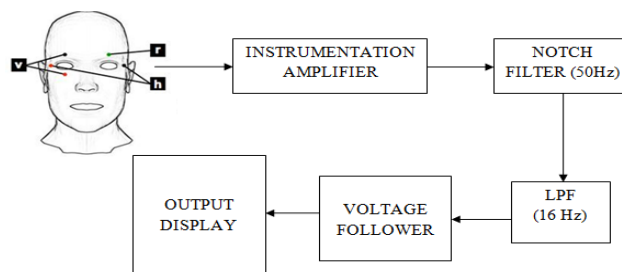 v
r
h
INSTRUMENTATION
AMPLIFIER
NOTCH
FILTER (50Hz)
LPF
(16 Hz)
VOLTAGE
FOLLOWER
OUTPUT
DISPLAY